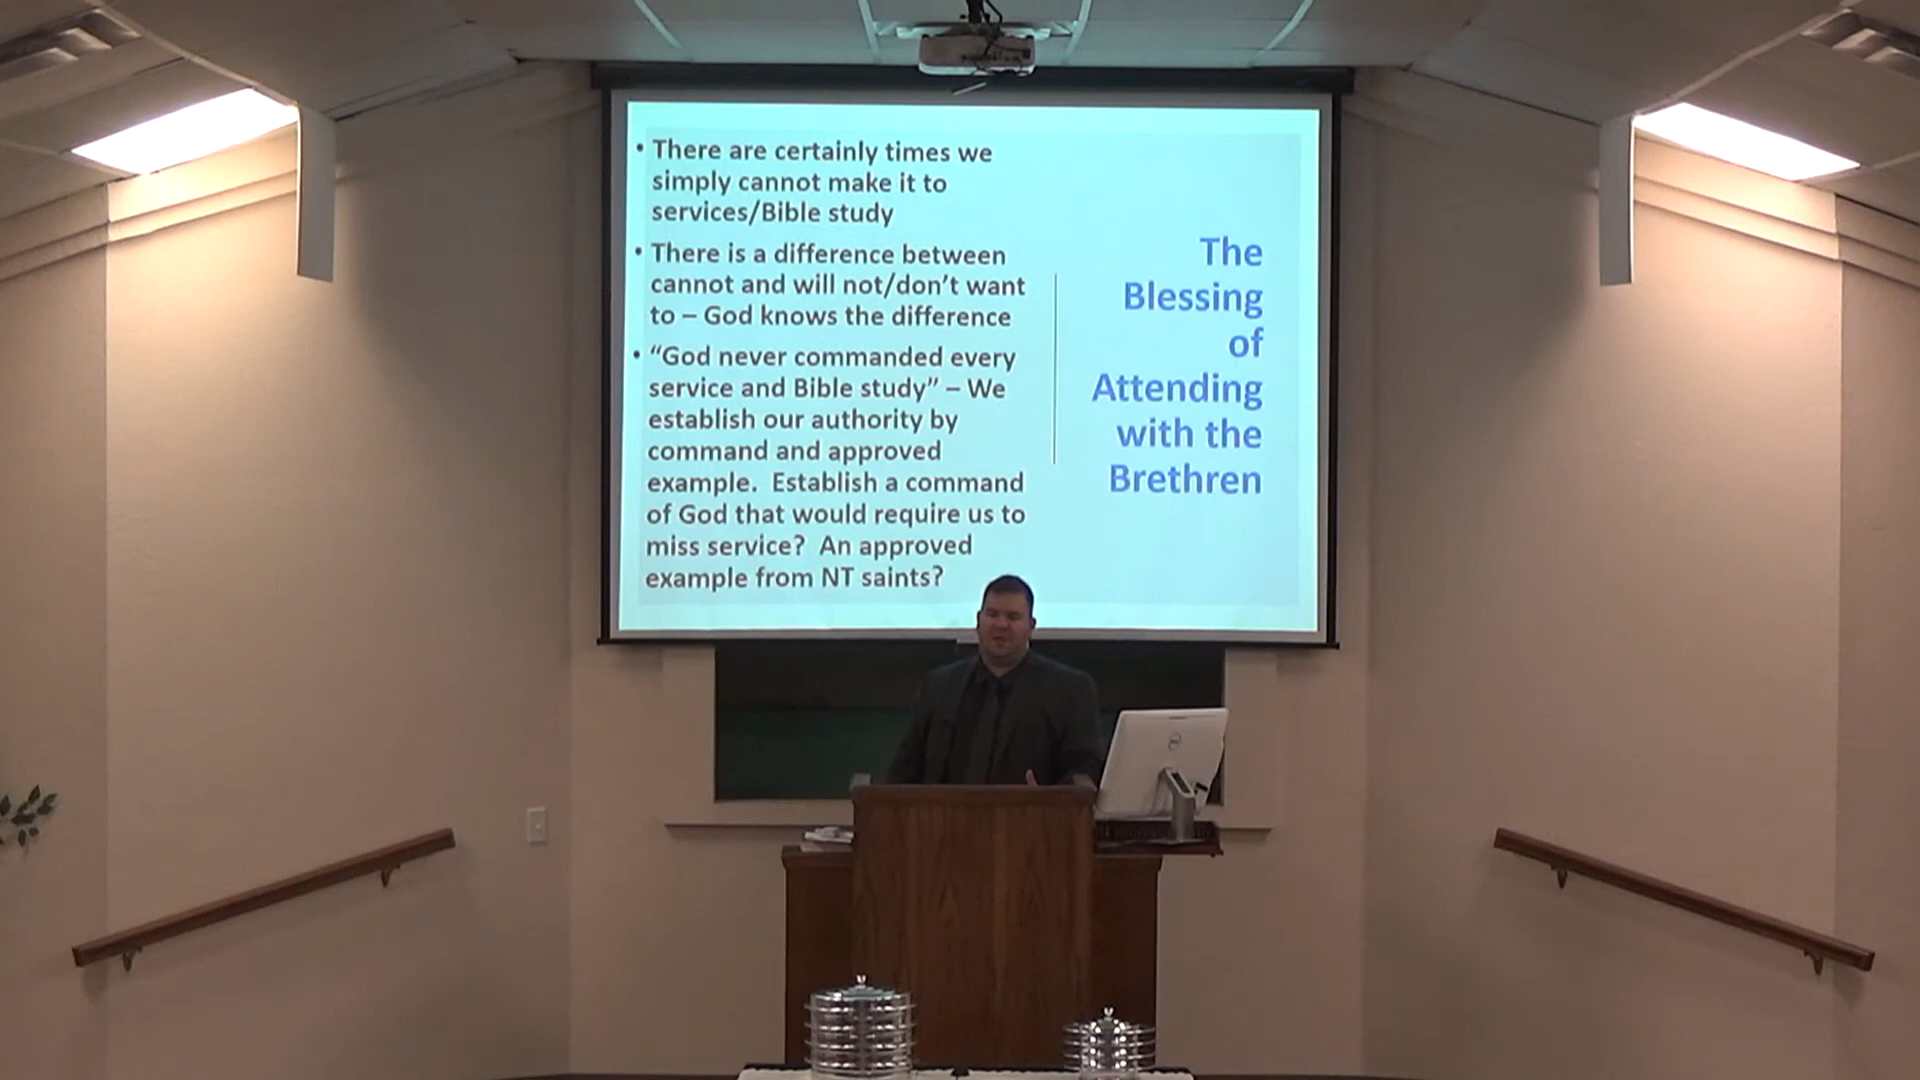 • There are certainly times we
simply cannot make it to
services/Bible study
• There is a difference between
cannot and will not/don't want
to – God knows the difference
• “God never commanded every
service and Bible study” – We
establish our authority by
command and approved
example.  Establish a command
of God that would require us to
miss service?  An approved
example from NT saints?
The
Blessing
of
Attending
with the
Brethren